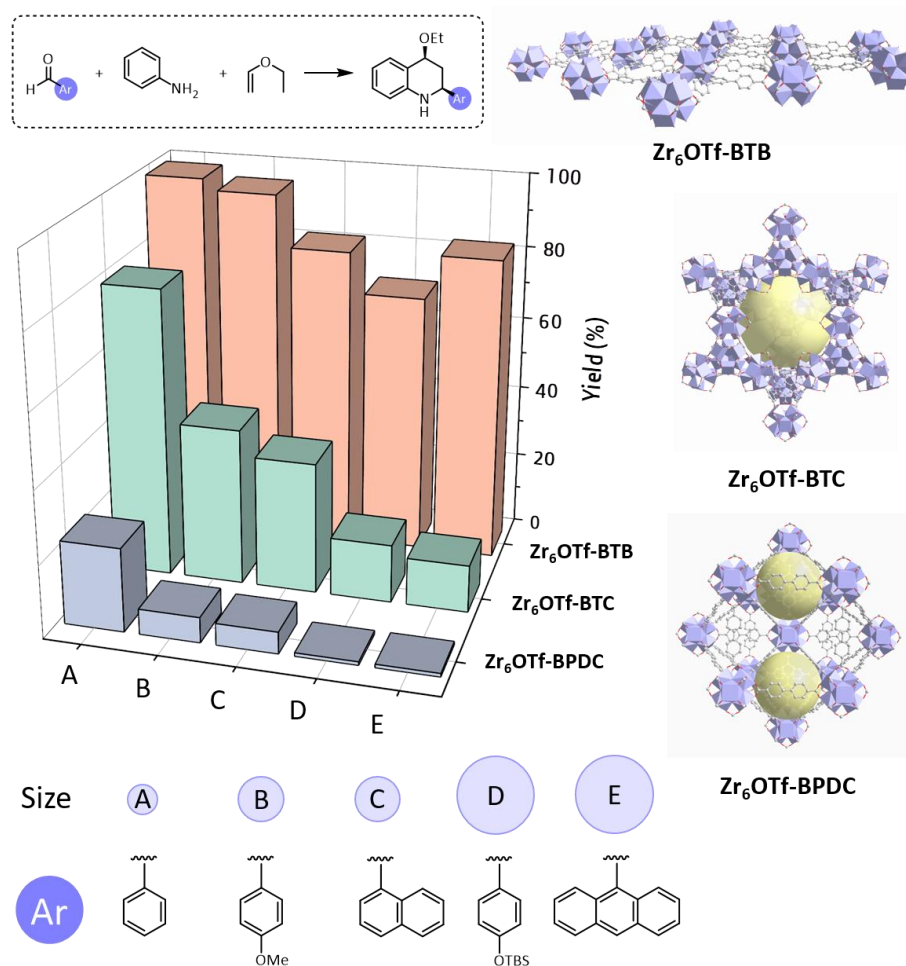 O
H
Ar
+
NH₂
+
O
OEt
N
H
Ar
Zr₆OTf-BTB
100
80
60
40
20
0
Yield (%)
Zr₆OTf-BTB
Zr₆OTf-BTC
Zr₆OTf-BPDC
A
B
C
D
E
Zr₆OTf-BTC
Zr₆OTf-BPDC
Size A B C D E
Ar
OMe
OTBS